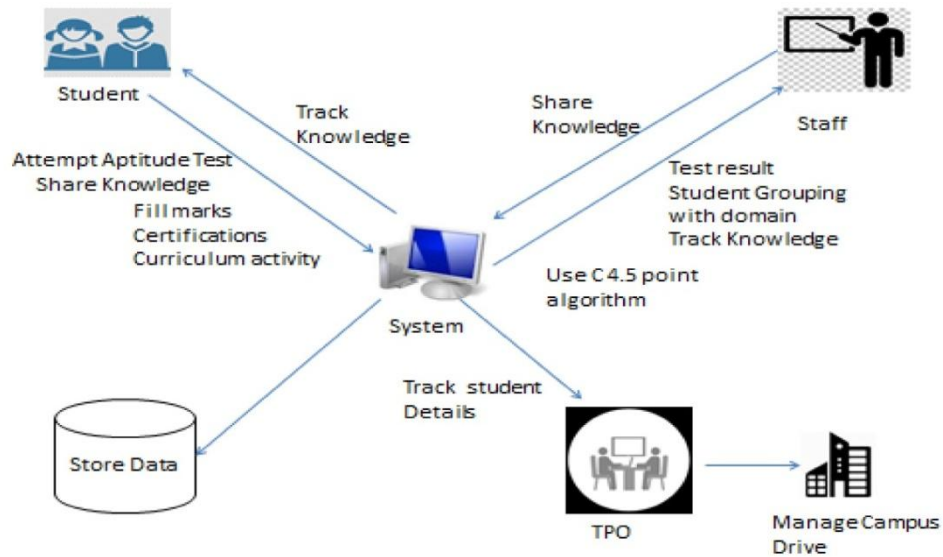 Student
Track
Knowledge
Share
Knowledge
Staff
Attempt Aptitude Test
Share Knowledge
Fill marks
Certifications
Curriculum activity
Test result
Student Grouping
with domain
Track Knowledge
Use C 4.5 point
algorithm
System
Track student
Details
Store Data
TPO
Manage Campus
Drive